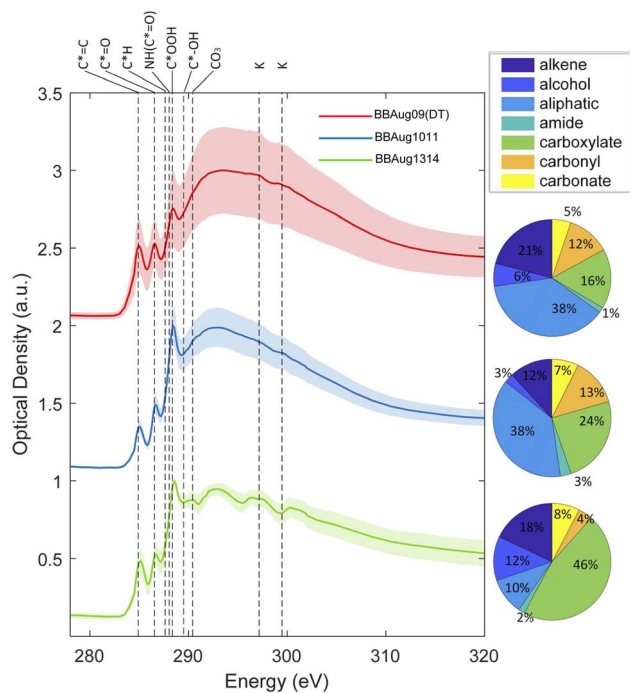 C*=C
C*=O
C*H
NH(C*=O)
C*OOH
C*-OH
CO₃
K
K
3.5
3
2.5
2
1.5
1
0.5
Optical Density (a.u.)
280
290
300
310
320
Energy (eV)
BBAug09(DT)
BBAug1011
BBAug1314
alkene
alcohol
aliphatic
amide
carboxylate
carbonyl
carbonate
5%
21%
12%
6%
16%
38%
1%
3%
12%
7%
13%
38%
24%
3%
8%
4%
18%
12%
46%
10%
2%